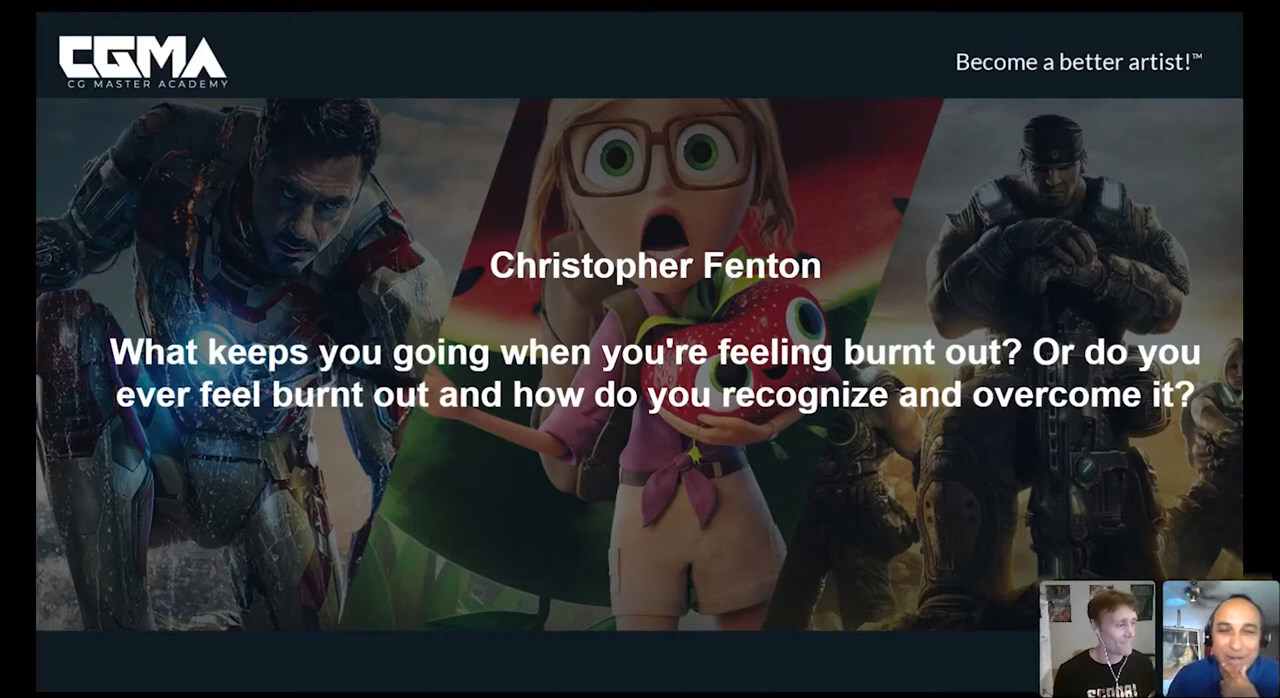 CGMA
CG MASTER ACADEMY
Become a better artist!™
Christopher Fenton
What keeps you going when you're feeling burnt out? Or do you
ever feel burnt out and how do you recognize and overcome it?